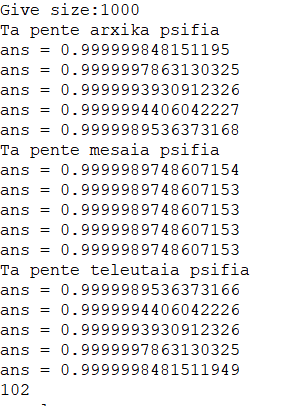 Give size:1000
Ta pente arxika psifia
ans = 0.999999848151195
ans = 0.9999997863130325
ans = 0.9999993930912326
ans = 0.9999994406042227
ans = 0.9999989536373168
Ta pente mesaia psifia
ans = 0.9999989748607154
ans = 0.9999989748607153
ans = 0.9999989748607153
ans = 0.9999989748607153
ans = 0.9999989748607153
Ta pente teleutaia psifia
ans = 0.9999989536373166
ans = 0.9999994406042226
ans = 0.9999993930912326
ans = 0.9999997863130325
ans = 0.9999998481511949
102